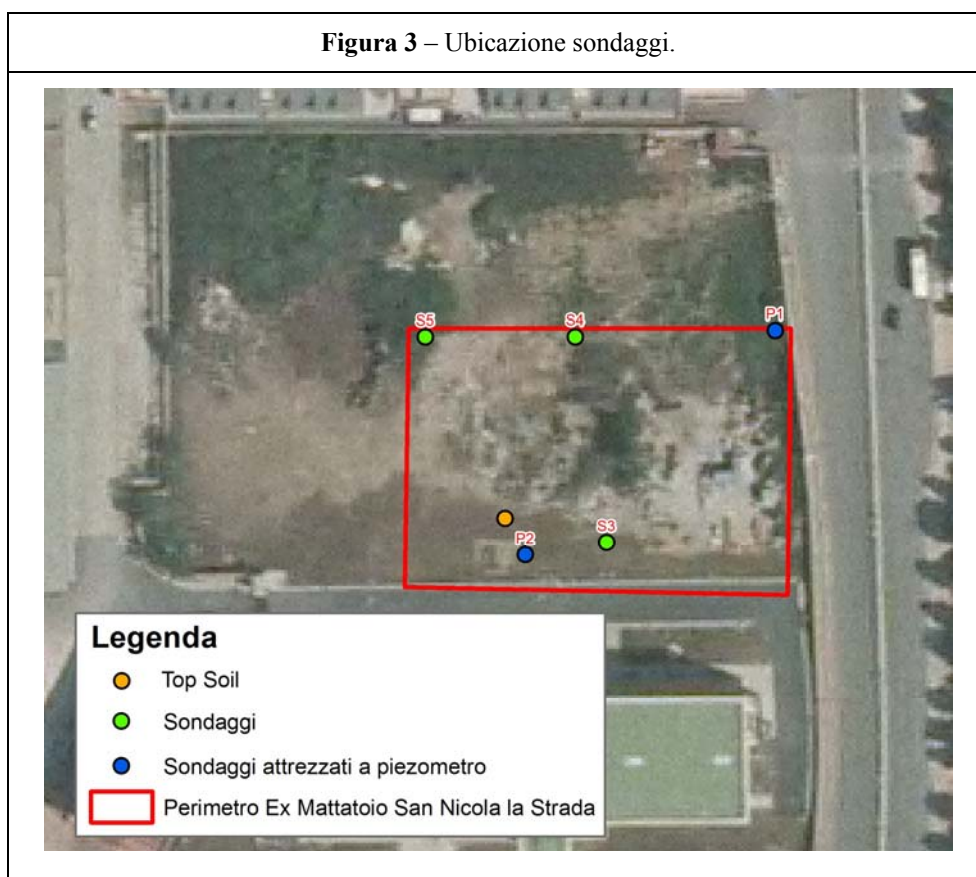 Figura 3 – Ubicazione sondaggi.
S5
S4
P1
S3
P2
Legenda
Top Soil
Sondaggi
Sondaggi attrezzati a piezometro
Perimetro Ex Mattatoio San Nicola la Strada